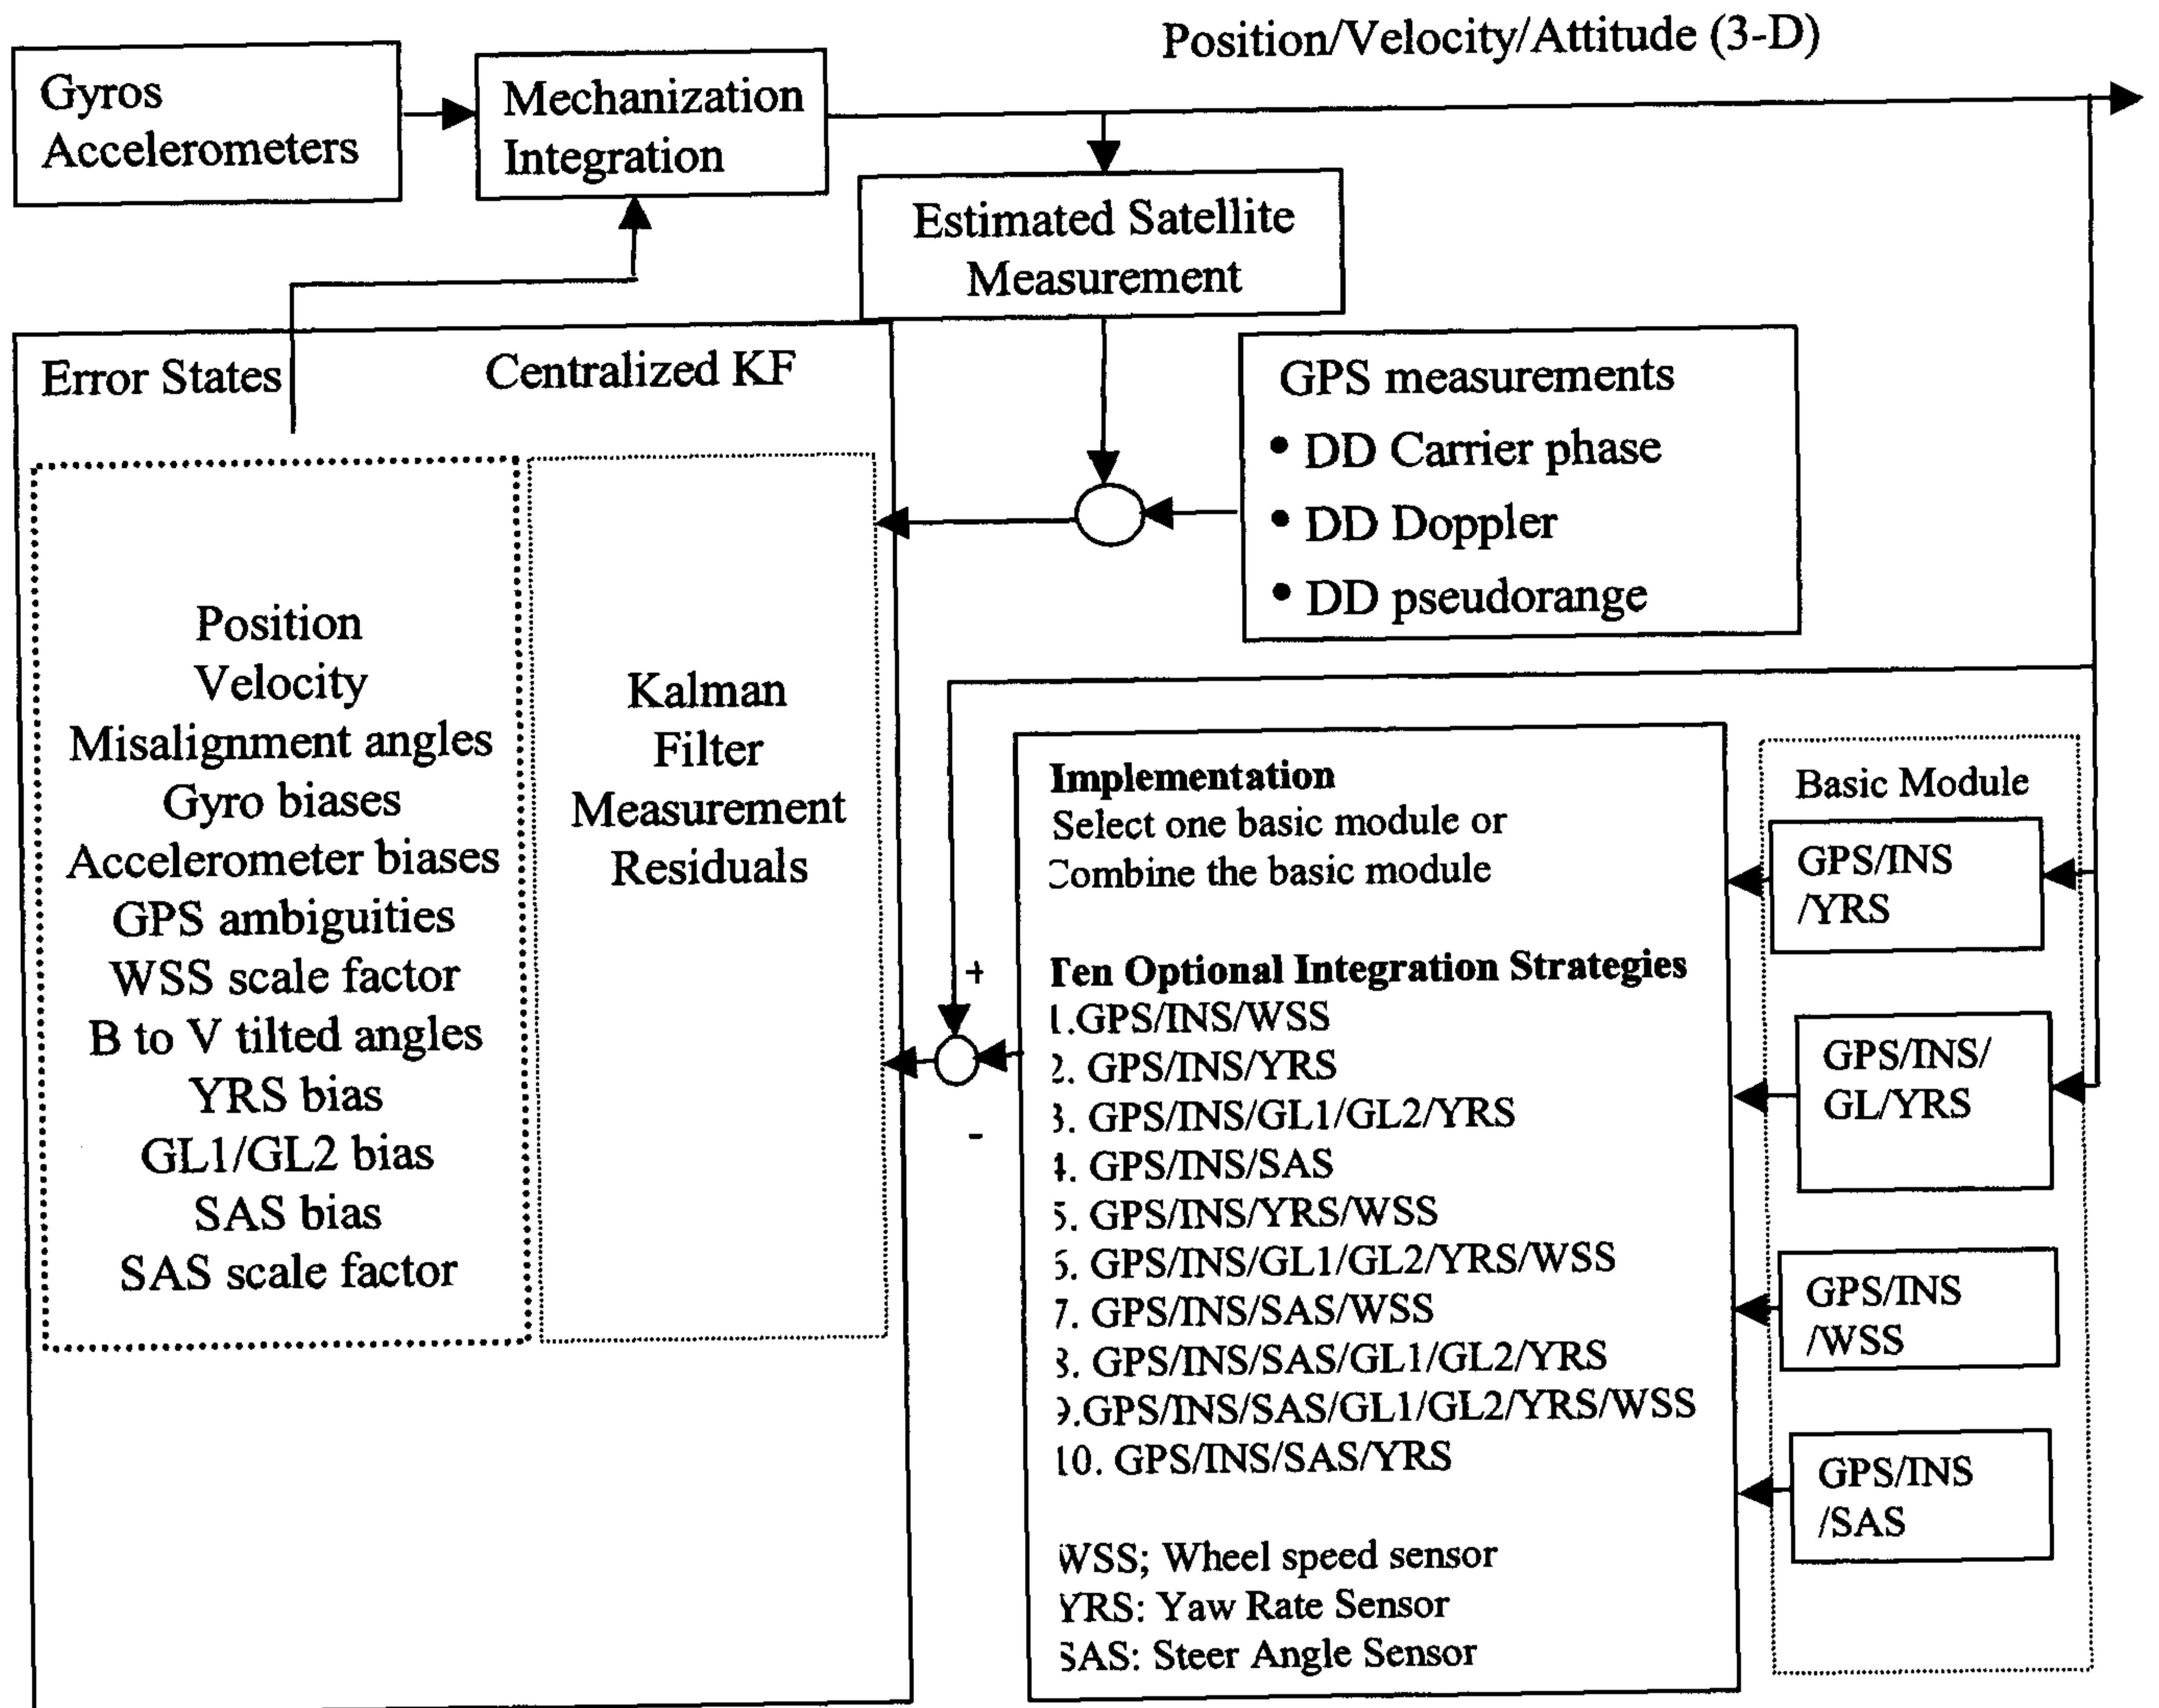 Position/Velocity/Attitude (3-D)
Gyros
Accelerometers
Mechanization
Integration
Estimated Satellite
Measurement
Error States
Centralized KF
GPS measurements
• DD Carrier phase
• DD Doppler
• DD pseudorange
Position
Velocity
Misalignment angles
Gyro biases
Accelerometer biases
GPS ambiguities
WSS scale factor
B to V tilted angles
YRS bias
GL1/GL2 bias
SAS bias
SAS scale factor
Kalman
Filter
Measurement
Residuals
+
-
Implementation
Select one basic module or
Combine the basic module
Ten Optional Integration Strategies
1.GPS/INS/WSS
2. GPS/INS/YRS
3. GPS/INS/GL1/GL2/YRS
4. GPS/INS/SAS
5. GPS/INS/YRS/WSS
6. GPS/INS/GL1/GL2/YRS/WSS
7. GPS/INS/SAS/WSS
8. GPS/INS/SAS/GL1/GL2/YRS
9.GPS/INS/SAS/GL1/GL2/YRS/WSS
10. GPS/INS/SAS/YRS
WSS; Wheel speed sensor
YRS: Yaw Rate Sensor
SAS: Steer Angle Sensor
Basic Module
GPS/INS
/YRS
GPS/INS/
GL/YRS
GPS/INS
/WSS
GPS/INS
/SAS